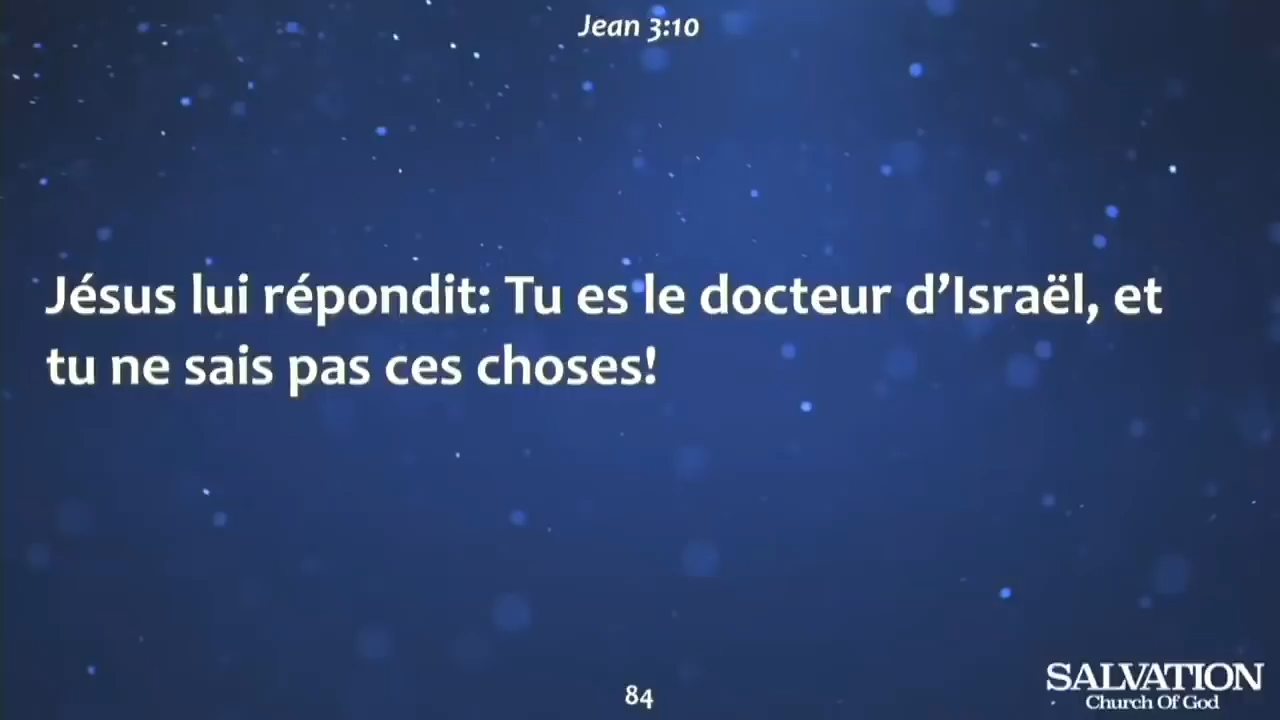 Jean 3:10
Jésus lui répondit: Tu es le docteur d’Israël, et
tu ne sais pas ces choses!
84
SALVATION
Church Of God